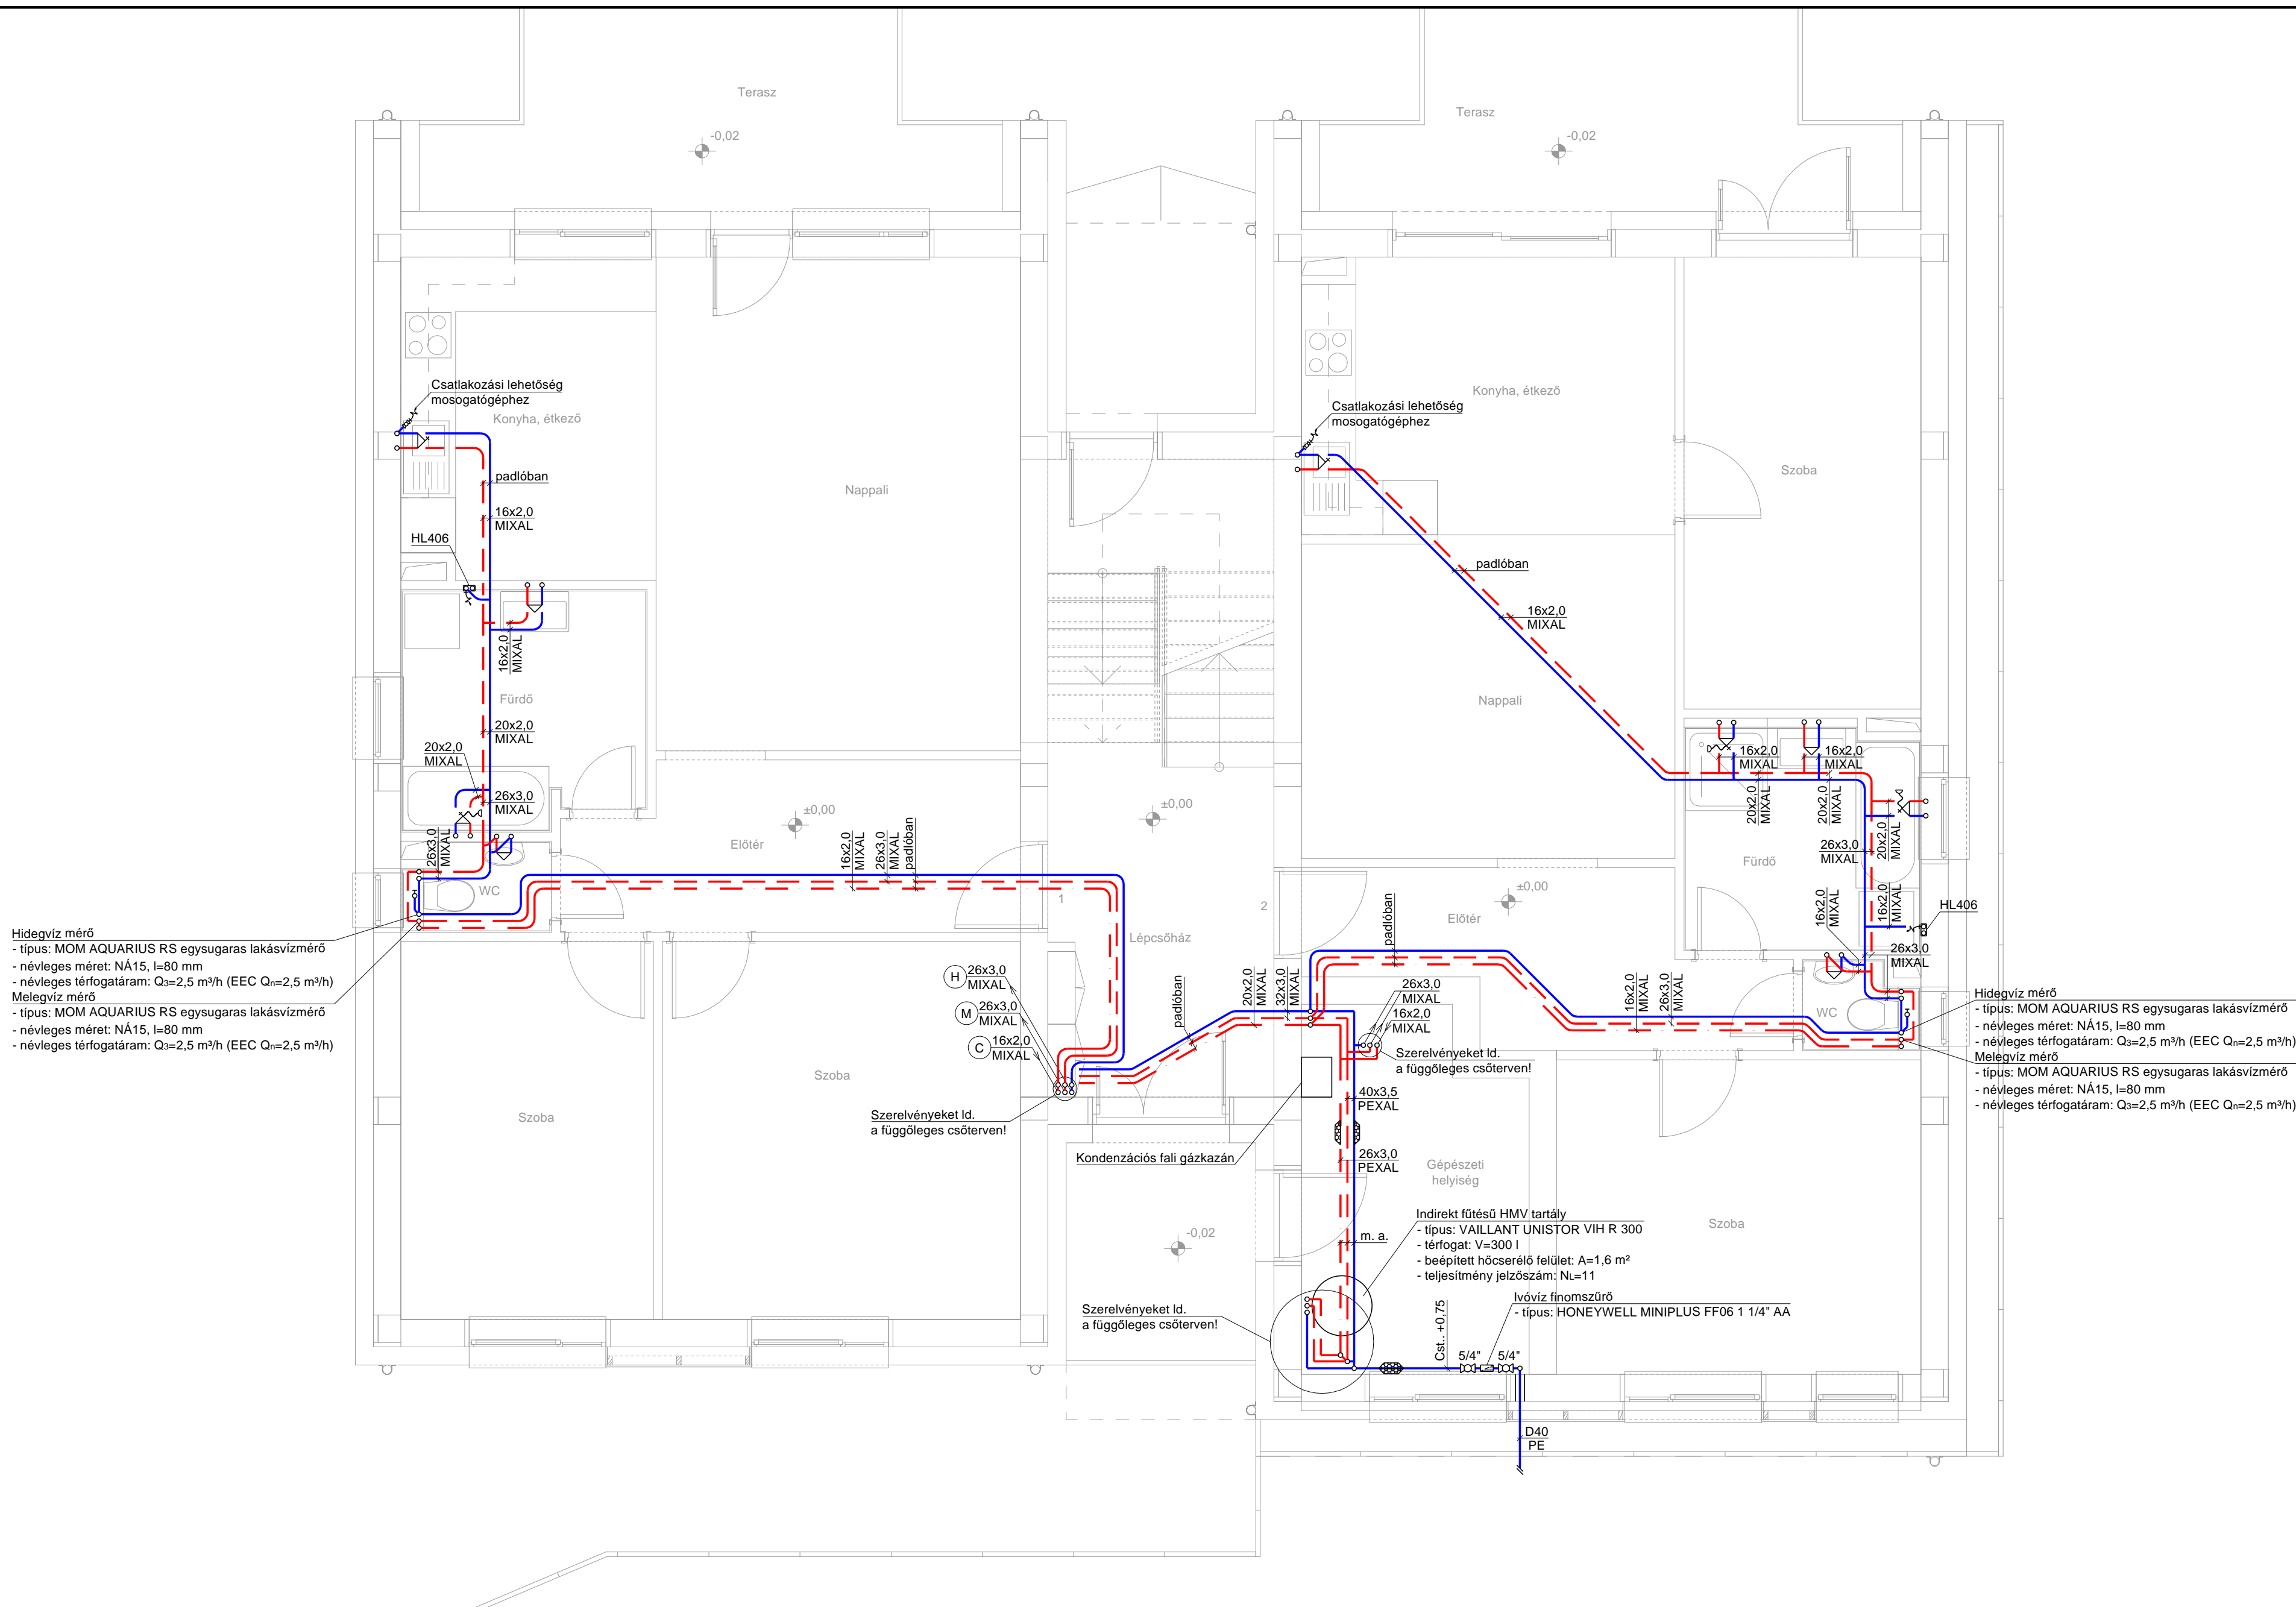 Terasz
-0,02
Terasz
-0,02
Csatlakozási lehetőség
mosogatógéphez
Konyha, étkező
padlóban
16x2,0
MIXAL
HL406
Nappali
16x2,0
MIXAL
Fürdő
20x2,0
MIXAL
20x2,0
MIXAL
26x3,0
MIXAL
26x3,0
MIXAL
WC
±0,00
Előtér
16x2,0
MIXAL
26x3,0
MIXAL
padlóban
Hidegvíz mérő
- típus: MOM AQUARIUS RS egysugaras lakásvízmérő
- névleges méret: NÁ15, l=80 mm
- névleges térfogatáram: Q3=2,5 m³/h (EEC Qn=2,5 m³/h)
Melegvíz mérő
- típus: MOM AQUARIUS RS egysugaras lakásvízmérő
- névleges méret: NÁ15, l=80 mm
- névleges térfogatáram: Q3=2,5 m³/h (EEC Qn=2,5 m³/h)
Szoba
Szoba
±0,00
1
2
Lépcsőház
H
26x3,0
MIXAL
M
26x3,0
MIXAL
C
16x2,0
MIXAL
Szerelvényeket ld.
a függőleges csőterven!
padlóban
20x2,0
MIXAL
32x3,0
MIXAL
Kondenzációs fali gázkazán
-0,02
Szerelvényeket ld.
a függőleges csőterven!
Csatlakozási lehetőség
mosogatógéphez
Konyha, étkező
Szoba
padlóban
16x2,0
MIXAL
Nappali
16x2,0
MIXAL
16x2,0
MIXAL
20x2,0
MIXAL
20x2,0
MIXAL
Fürdő
26x3,0
MIXAL
20x2,0
MIXAL
16x2,0
MIXAL
16x2,0
MIXAL
HL406
26x3,0
MIXAL
WC
±0,00
Előtér
padlóban
26x3,0
MIXAL
16x2,0
MIXAL
Szerelvényeket ld.
a függőleges csőterven!
16x2,0
MIXAL
26x3,0
MIXAL
Hidegvíz mérő
- típus: MOM AQUARIUS RS egysugaras lakásvízmérő
- névleges méret: NÁ15, l=80 mm
- névleges térfogatáram: Q3=2,5 m³/h (EEC Qn=2,5 m³/h)
Melegvíz mérő
- típus: MOM AQUARIUS RS egysugaras lakásvízmérő
- névleges méret: NÁ15, l=80 mm
- névleges térfogatáram: Q3=2,5 m³/h (EEC Qn=2,5 m³/h)
40x3,5
PEXAL
26x3,0
PEXAL
Gépészeti
helyiség
Indirekt fűtésű HMV tartály
- típus: VAILLANT UNISTOR VIH R 300
- térfogat: V=300 l
- beépített hőcserélő felület: A=1,6 m²
- teljesítmény jelzőszám: NL=11
m. a.
Szoba
Ivóvíz finomszűrő
- típus: HONEYWELL MINIPLUS FF06 1 1/4" AA
Cst.. +0,75
5/4"
5/4"
D40
PE